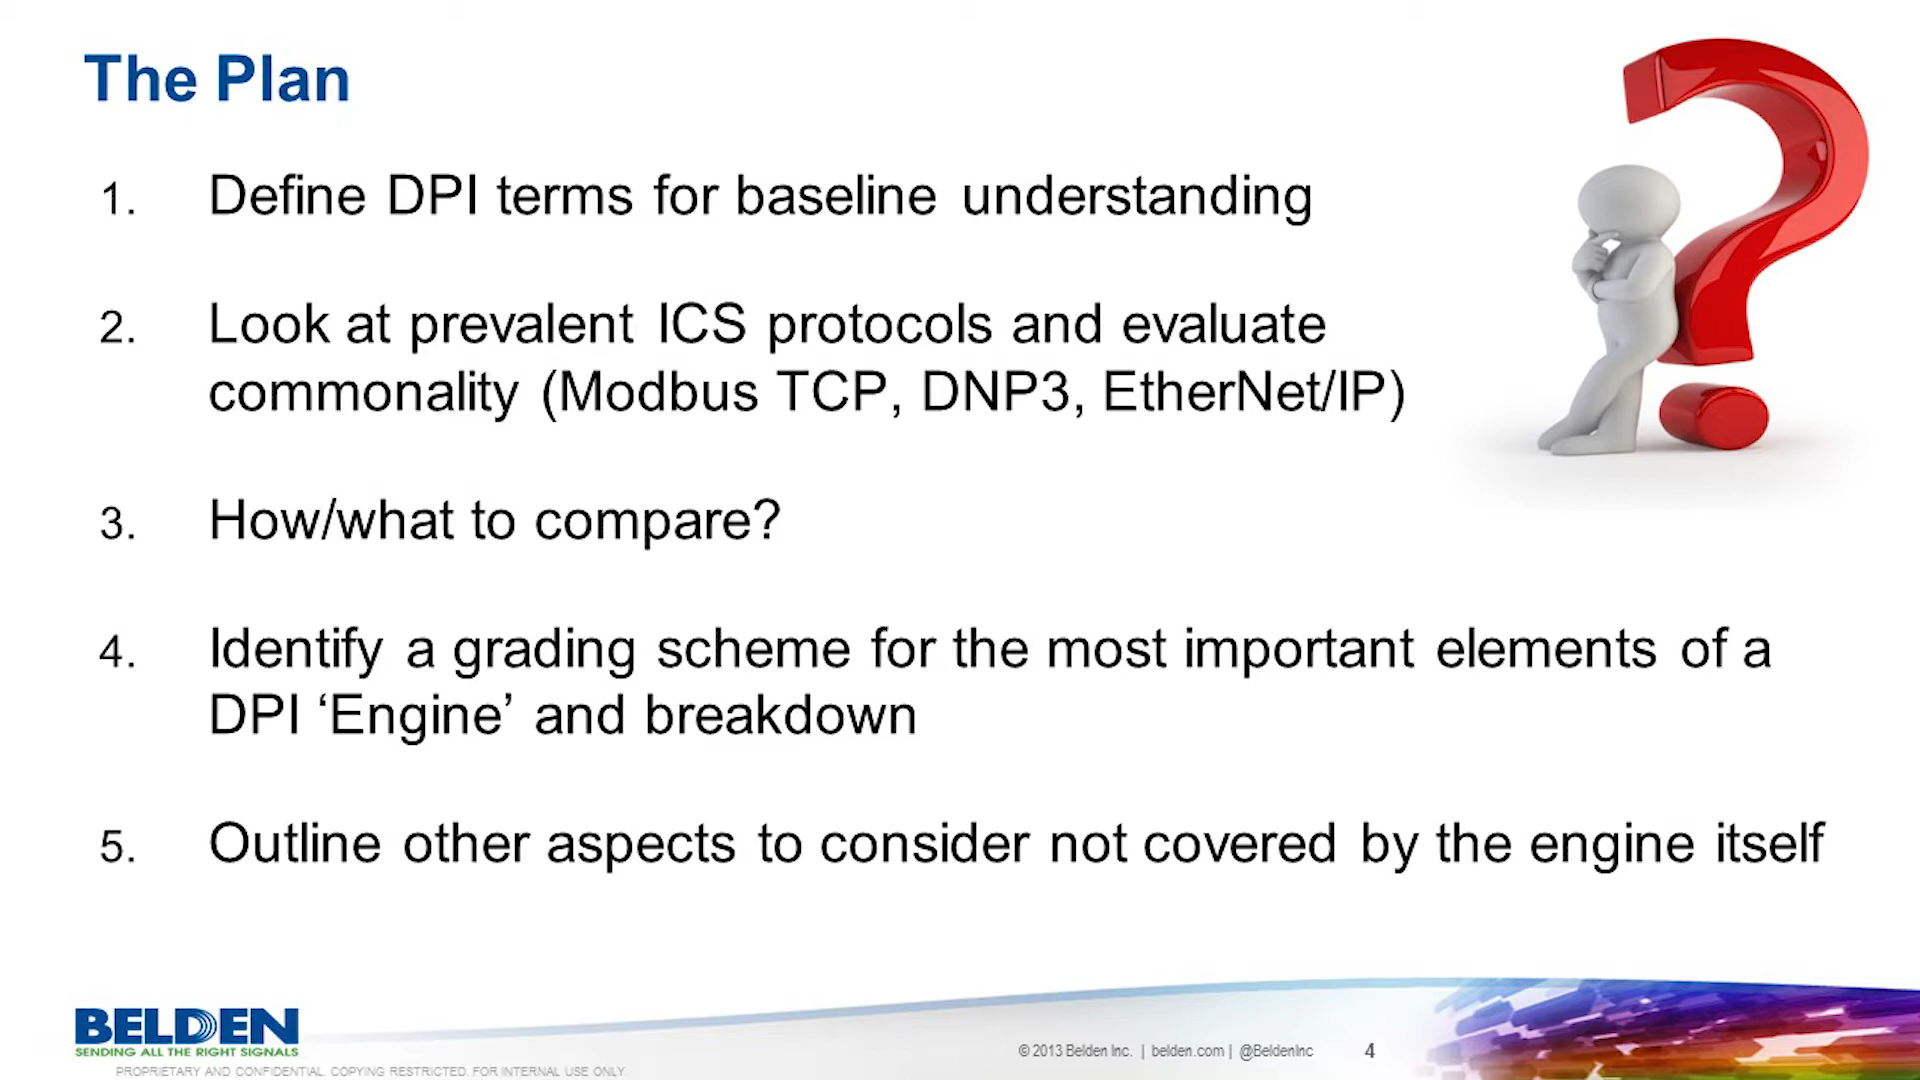 The Plan
1. Define DPI terms for baseline understanding
2. Look at prevalent ICS protocols and evaluate
commonality (Modbus TCP, DNP3, EtherNet/IP)
3. How/what to compare?
4. Identify a grading scheme for the most important elements of a
DPI ‘Engine’ and breakdown
5. Outline other aspects to consider not covered by the engine itself
BELDEN
SENDING ALL THE RIGHT SIGNALS
© 2013 Belden Inc. | belden.com | @BeldenInc 4
PROPRIETARY AND CONFIDENTIAL. COPYING RESTRICTED. FOR INTERNAL USE ONLY.